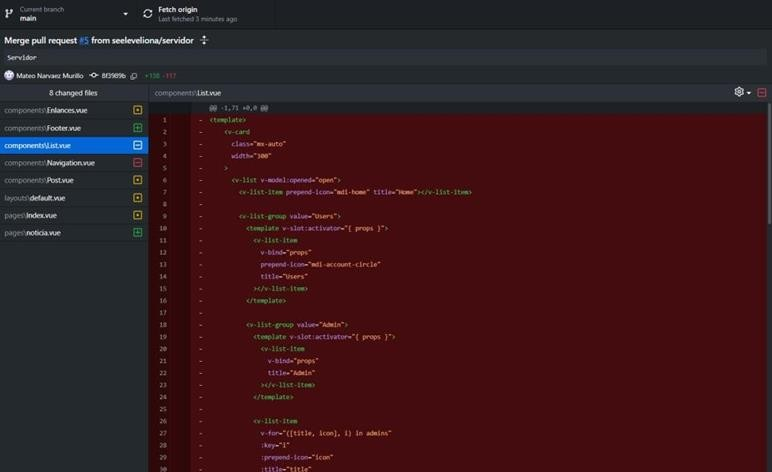 Current branch
main
Fetch origin
Last fetched 3 minutes ago
Merge pull request #5 from seeleveliona/servidor
Servidor
Mateo Narvaez Murillo 8f3989b +138 -117
8 changed files
components\Enlances.vue
components\Footer.vue
components\List.vue
components\Navigation.vue
components\Post.vue
layouts\default.vue
pages\Index.vue
pages\noticia.vue
components\List.vue
@@ -1,71 +0,0 @@
1 - <template>
2 - <v-card
3 - class="mx-auto"
4 - width="300"
5 - >
6 - <v-list v-model:opened="open">
7 - <v-list-item prepend-icon="mdi-home" title="Home"></v-list-item>
8 -
9 - <v-list-group value="Users">
10 - <template v-slot:activator="{ props }">
11 - <v-list-item
12 - v-bind="props"
13 - prepend-icon="mdi-account-circle"
14 - title="Users"
15 - ></v-list-item>
16 - </template>
17 -
18 - <v-list-group value="Admin">
19 - <template v-slot:activator="{ props }">
20 - <v-list-item
21 - v-bind="props"
22 - title="Admin"
23 - ></v-list-item>
24 - </template>
25 -
26 - <v-list-item
27 - v-for="([title, icon], i) in admins"
28 - :key="i"
29 - :prepend-icon="icon"
30 - :title="title"